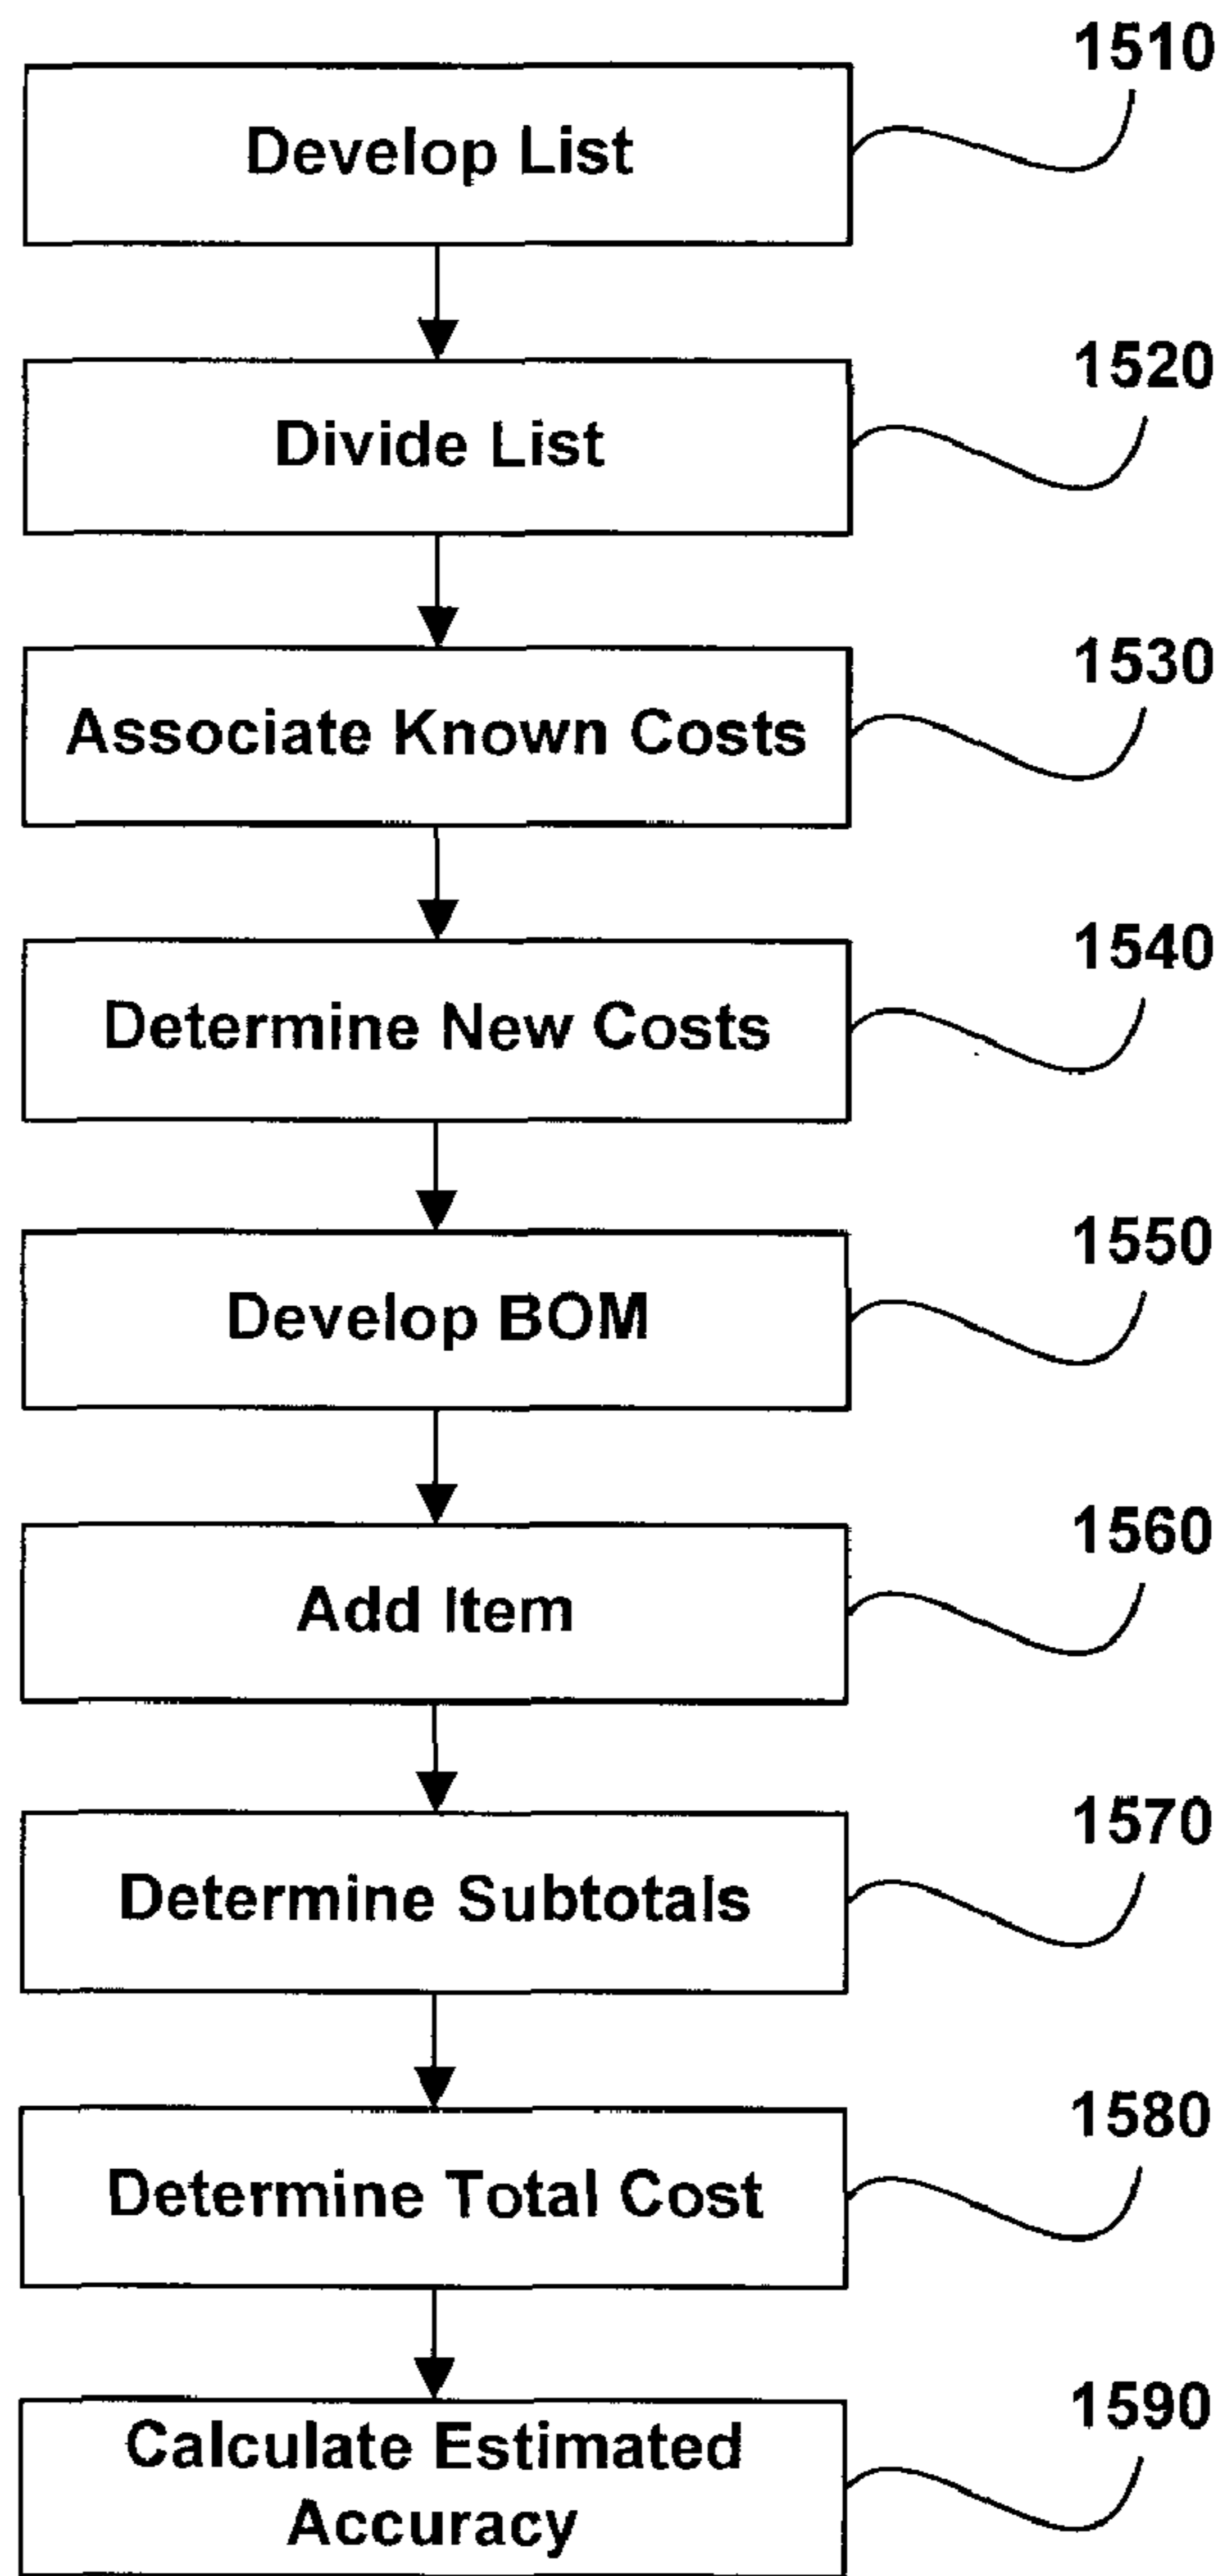 1510
Develop List
1520
Divide List
1530
Associate Known Costs
1540
Determine New Costs
1550
Develop BOM
1560
Add Item
1570
Determine Subtotals
1580
Determine Total Cost
1590
Calculate Estimated
Accuracy